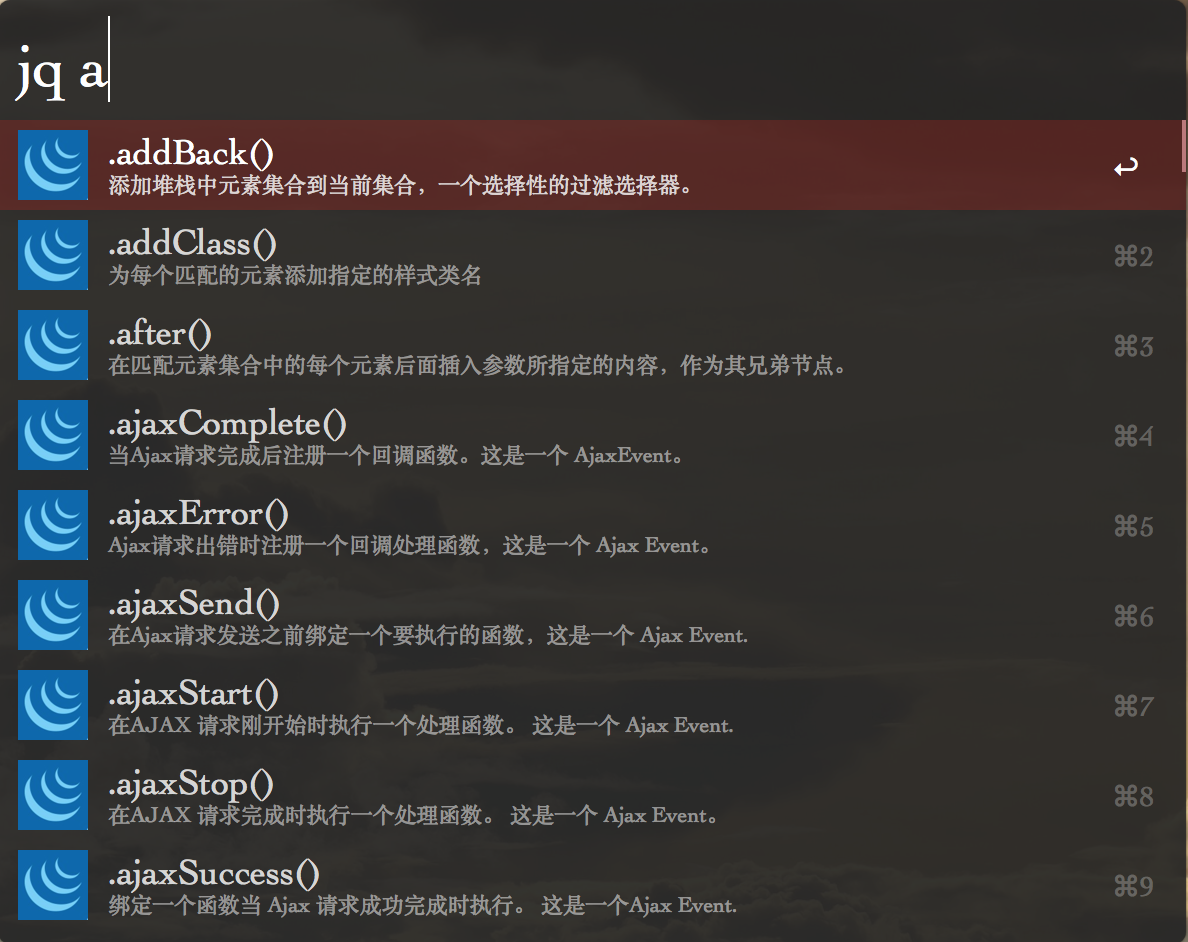 jq a
.addBack()
添加堆栈中元素集合到当前集合，一个选择性的过滤选择器。
↩
.addClass()
为每个匹配的元素添加指定的样式类名
⌘2
.after()
在匹配元素集合中的每个元素后面插入参数所指定的内容，作为其兄弟节点。
⌘3
.ajaxComplete()
当Ajax请求完成后注册一个回调函数。这是一个 AjaxEvent。
⌘4
.ajaxError()
Ajax请求出错时注册一个回调处理函数，这是一个 Ajax Event。
⌘5
.ajaxSend()
在Ajax请求发送之前绑定一个要执行的函数，这是一个 Ajax Event.
⌘6
.ajaxStart()
在AJAX 请求刚开始时执行一个处理函数。 这是一个 Ajax Event.
⌘7
.ajaxStop()
在AJAX 请求完成时执行一个处理函数。 这是一个 Ajax Event。
⌘8
.ajaxSuccess()
绑定一个函数当 Ajax 请求成功完成时执行。 这是一个Ajax Event.
⌘9